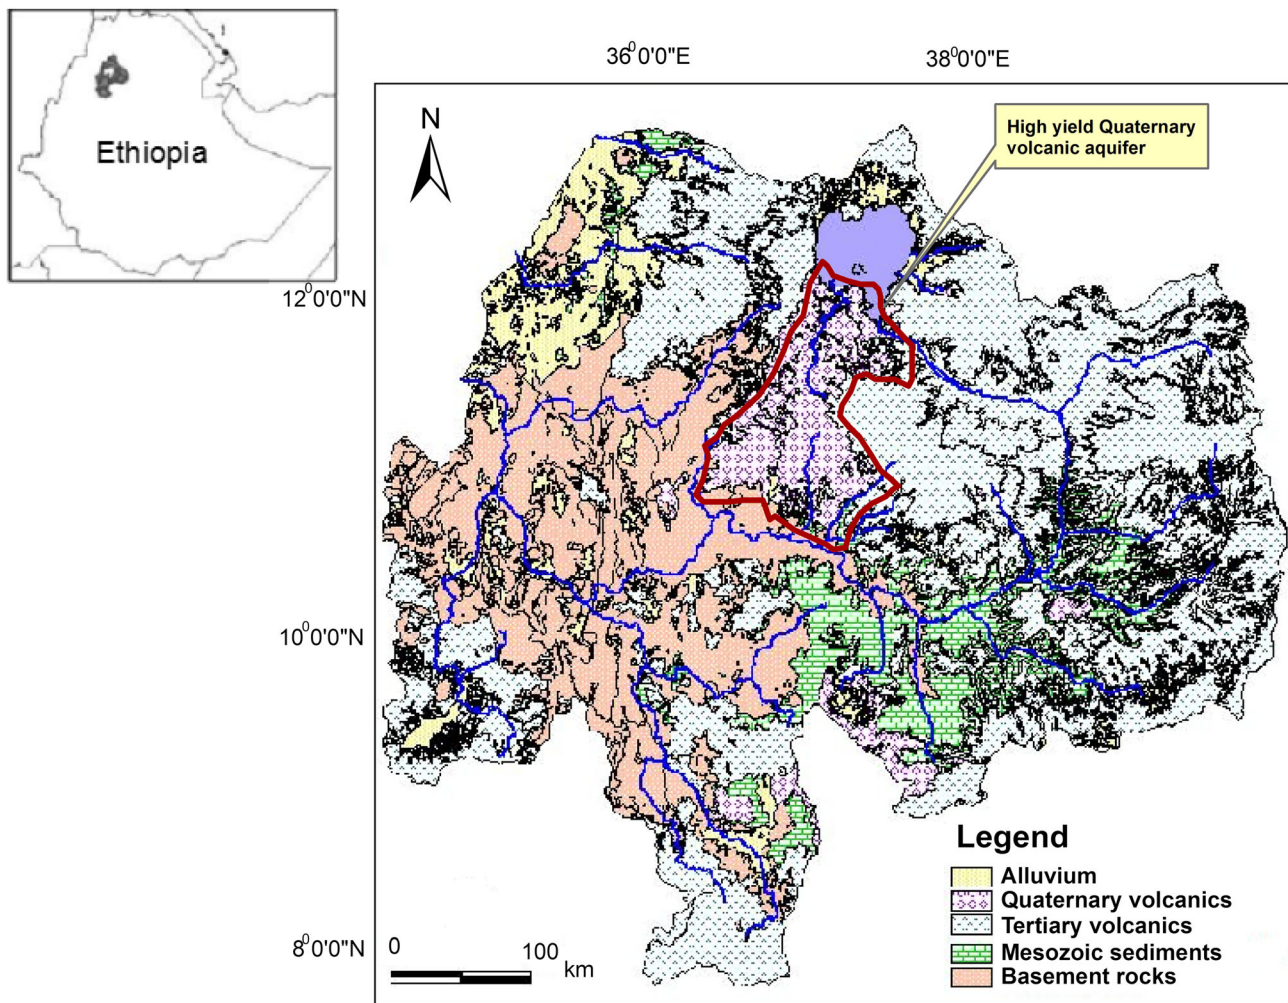 Ethiopia
36⁰0'0"E
38⁰0'0"E
N
High yield Quaternary
volcanic aquifer
12⁰0'0"N
10⁰0'0"N
8⁰0'0"N
0 100
km
Legend
Alluvium
Quaternary volcanics
Tertiary volcanics
Mesozoic sediments
Basement rocks